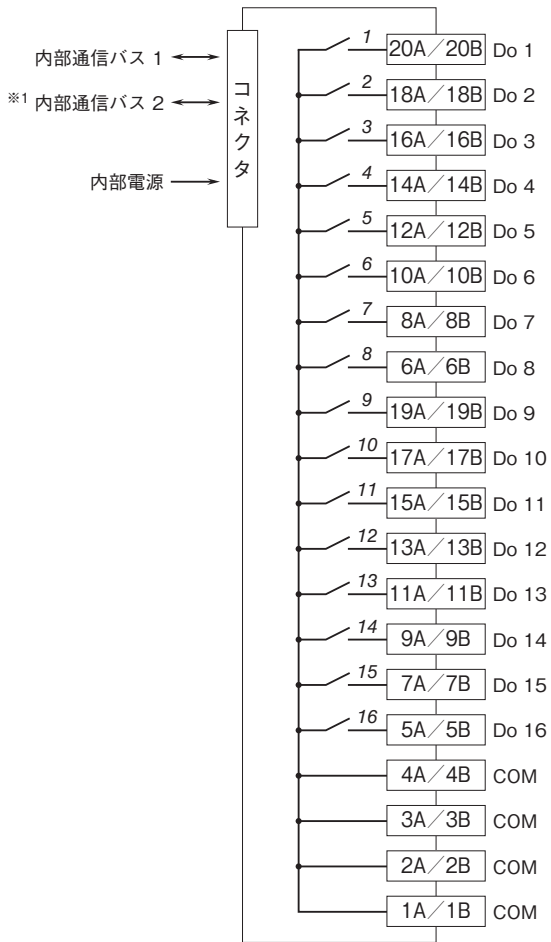 内部通信バス 1
※1 内部通信バス 2
内部電源
コネクタ
1 20A／20B Do 1
2 18A／18B Do 2
3 16A／16B Do 3
4 14A／14B Do 4
5 12A／12B Do 5
6 10A／10B Do 6
7 8A／8B Do 7
8 6A／6B Do 8
9 19A／19B Do 9
10 17A／17B Do 10
11 15A／15B Do 11
12 13A／13B Do 12
13 11A／11B Do 13
14 9A／9B Do 14
15 7A／7B Do 15
16 5A／5B Do 16
4A／4B COM
3A／3B COM
2A／2B COM
1A／1B COM